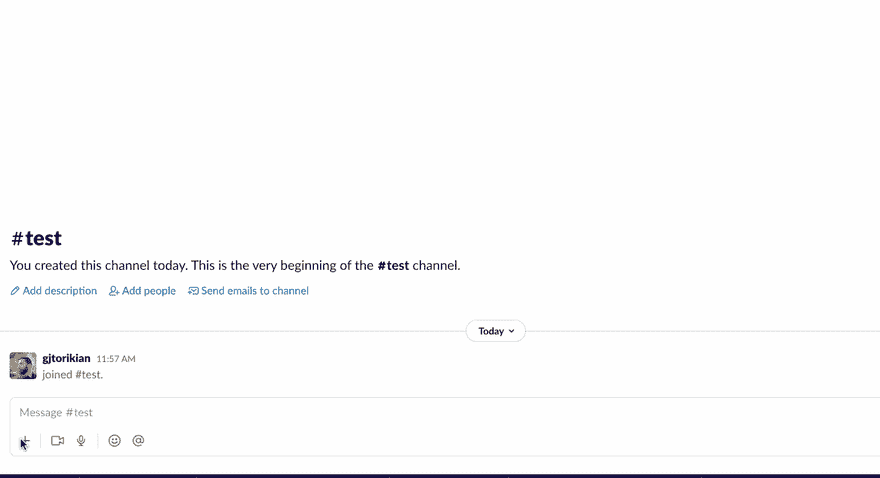 #test
You created this channel today. This is the very beginning of the #test channel.
Add description Add people Send emails to channel
Today
gjtorikian 11:57 AM
joined #test.
Message #test